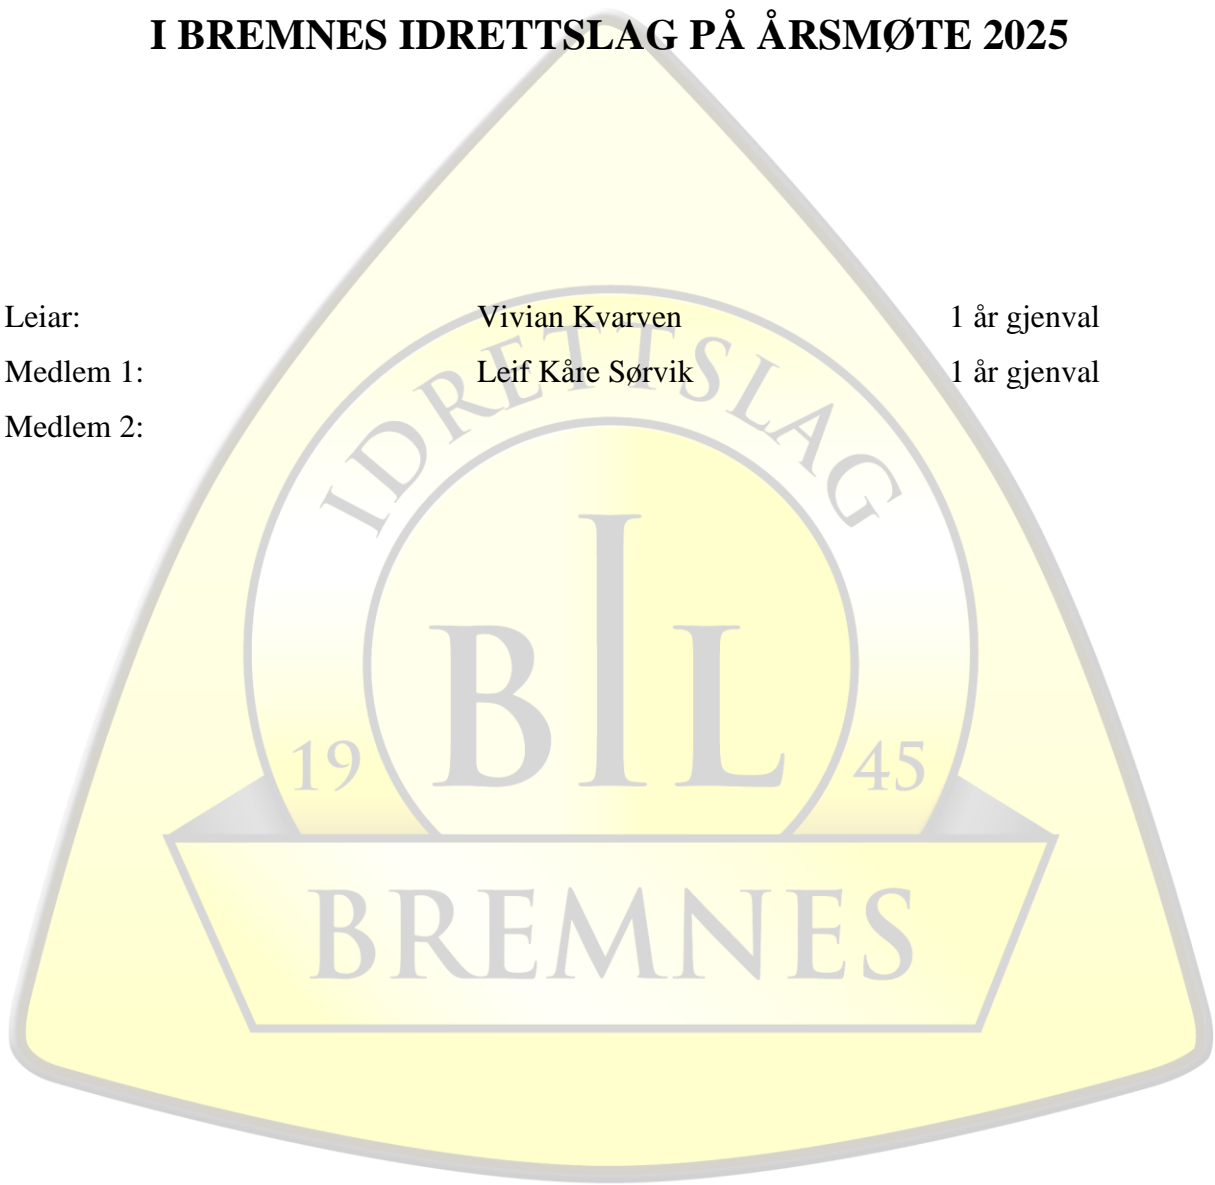 I BREMNES IDRETTSLAG PÅ ÅRSMØTE 2025
Leiar: Vivian Kvarven 1 år gjenval
Medlem 1: Leif Kåre Sørvik 1 år gjenval
Medlem 2:
IDRETTSLAG
BIL
19 45
BREMNES